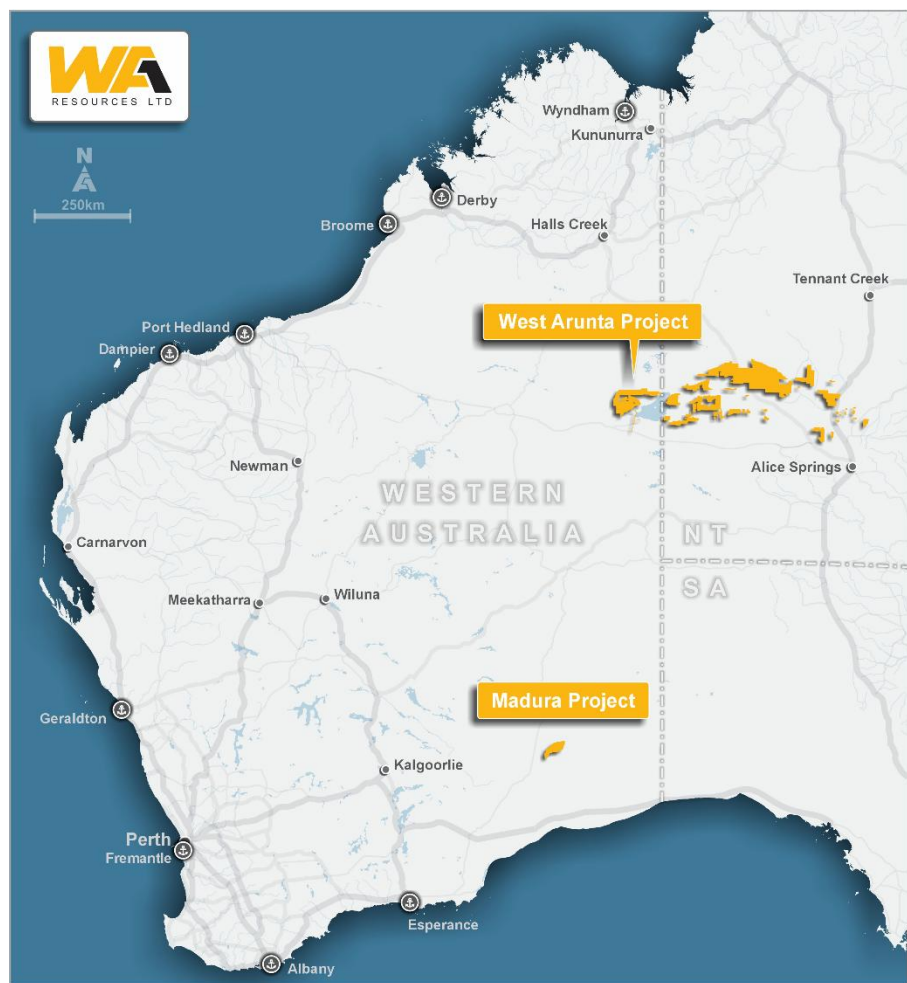 WA1
RESOURCES LTD
N
250km
Wyndham
Kununurra
Derby
Broome
Halls Creek
Tennant Creek
West Arunta Project
Port Hedland
Dampier
Newman
Alice Springs
WESTERN
AUSTRALIA
NT
Carnarvon
SA
Meekatharra
Wiluna
Madura Project
Geraldton
Kalgoorlie
Perth
Fremantle
Esperance
Albany